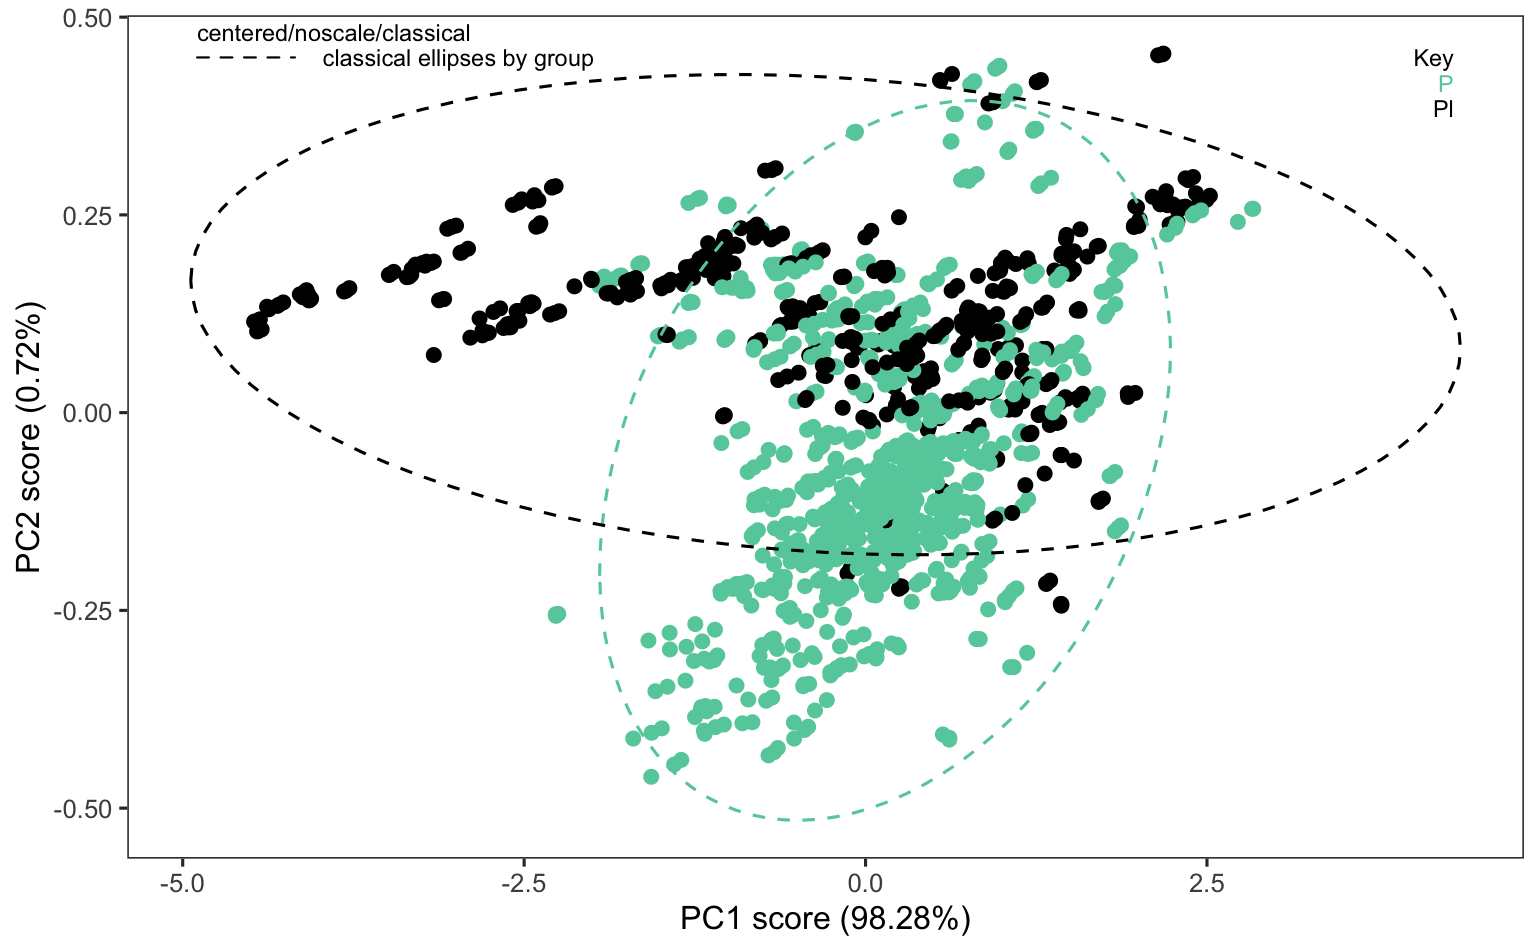 centered/noscale/classical
classical ellipses by group
Key
P
Pl
0.50
0.25
0.00
-0.25
-0.50
PC2 score (0.72%)
-5.0
-2.5
0.0
2.5
PC1 score (98.28%)